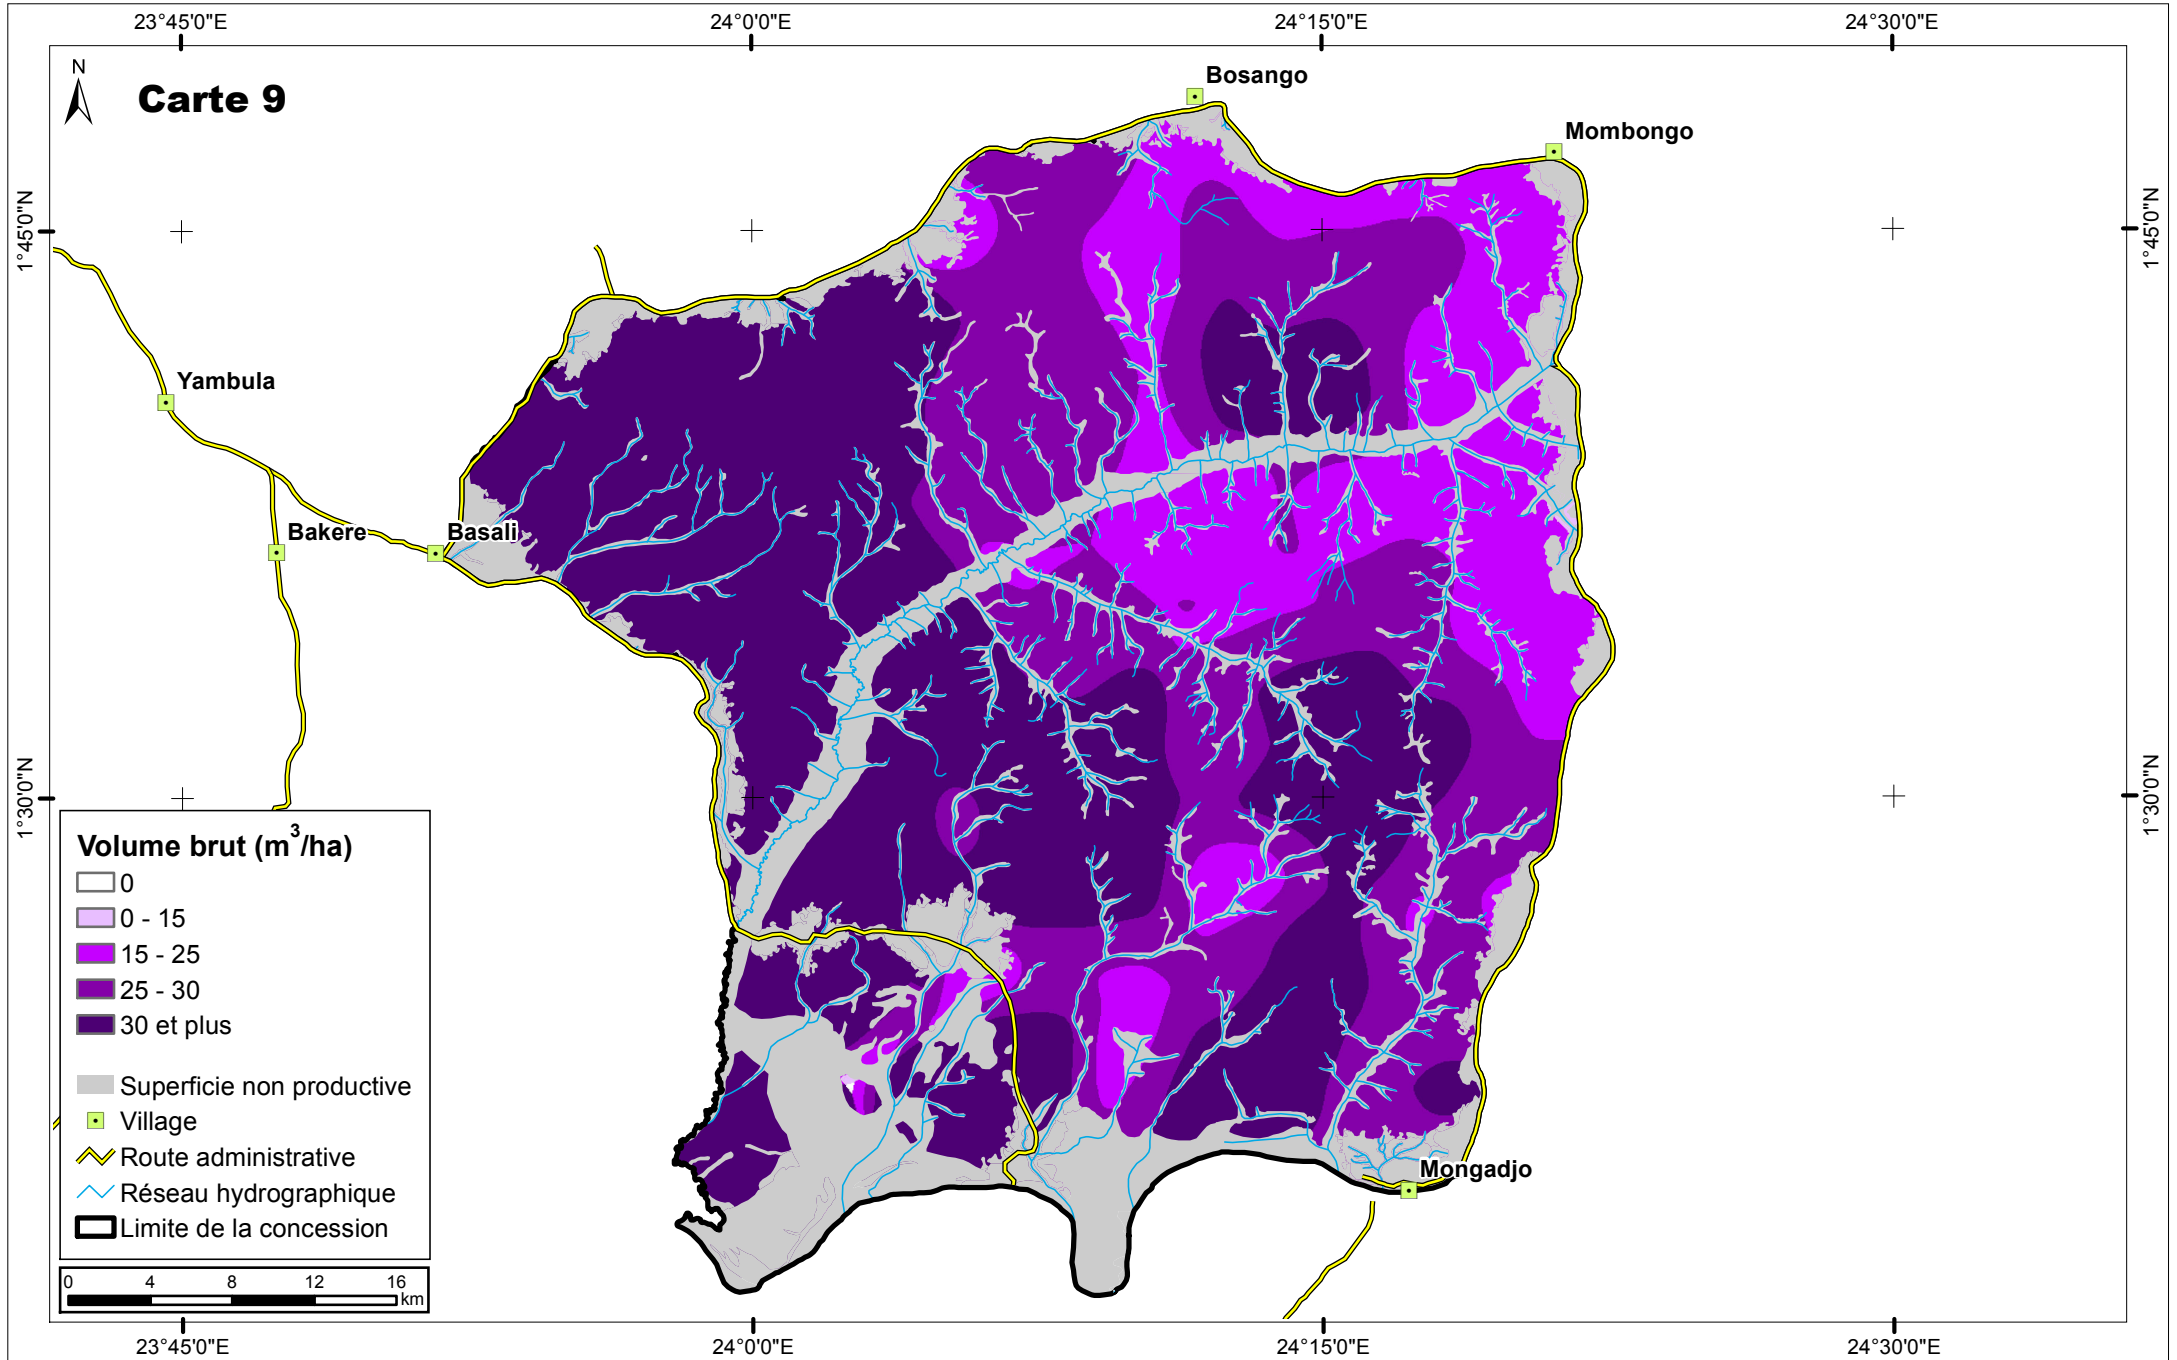 23°45'0"E 24°0'0"E 24°15'0"E 24°30'0"E
N
Carte 9
Bosango
Mombongo
1°45'0"N
1°45'0"N
Yambula
Bakere
Basali
1°30'0"N
1°30'0"N
Volume brut (m³/ha)
0
0 - 15
15 - 25
25 - 30
30 et plus
Superficie non productive
Village
Route administrative
Réseau hydrographique
Limite de la concession
Mongadjo
0 4 8 12 16
km
23°45'0"E 24°0'0"E 24°15'0"E 24°30'0"E